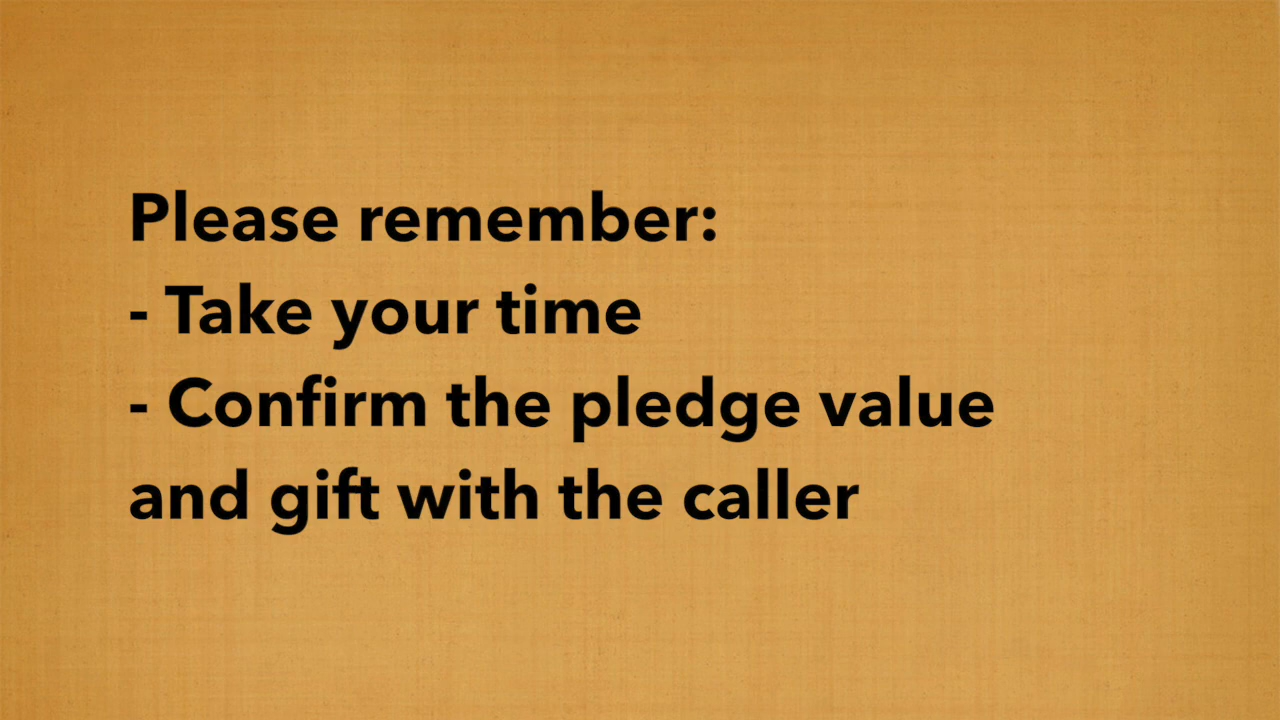 Please remember:
- Take your time
- Confirm the pledge value
and gift with the caller